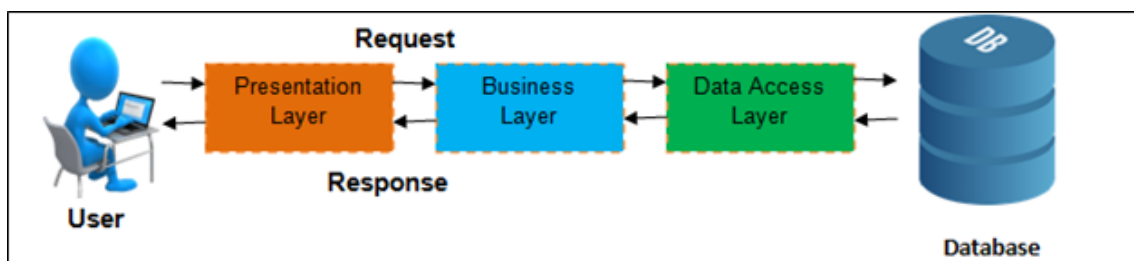 Request
DB
Presentation
Layer
Business
Layer
Data Access
Layer
Response
User
Database